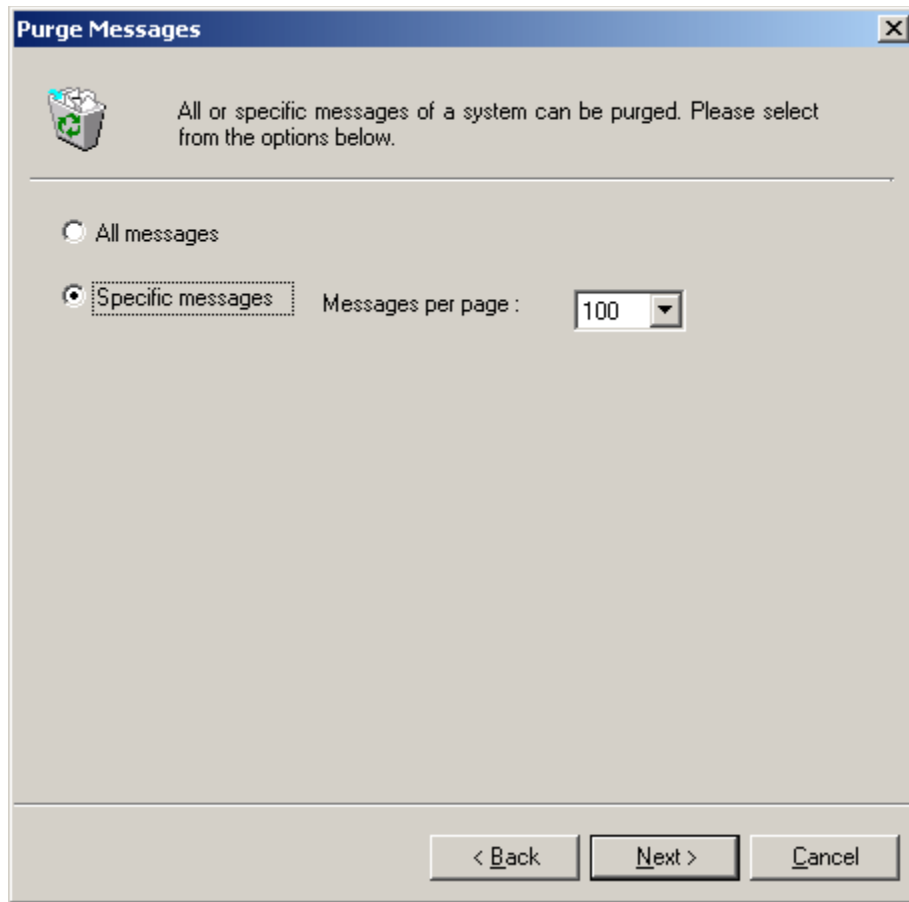 Purge Messages
All or specific messages of a system can be purged. Please select
from the options below.
All messages
Specific messages Messages per page : 100
< Back Next > Cancel